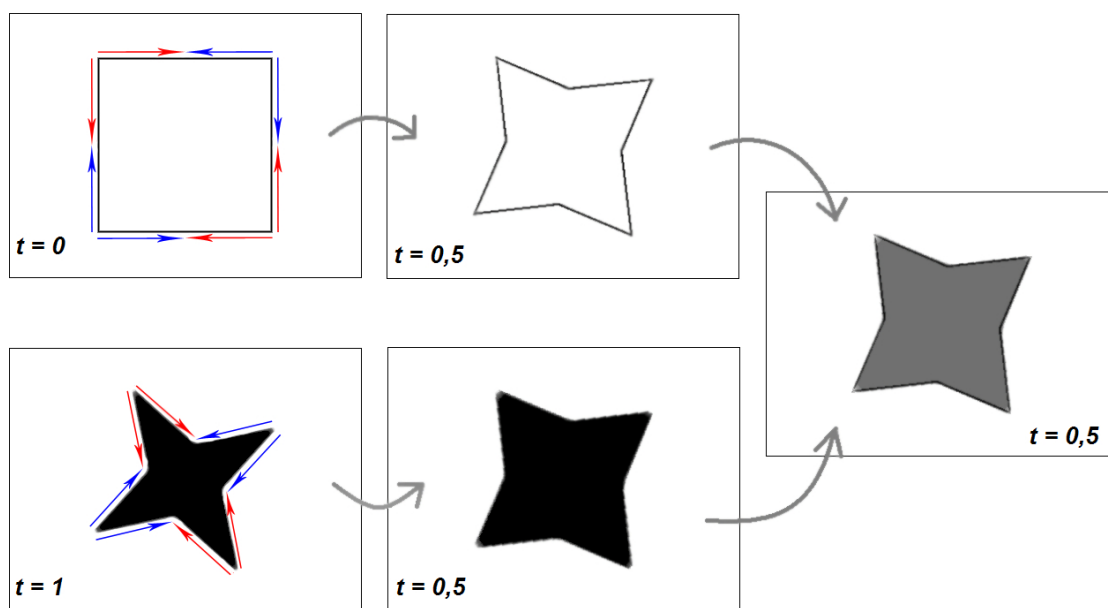 t = 0
t = 0,5
t = 0,5
t = 1
t = 0,5